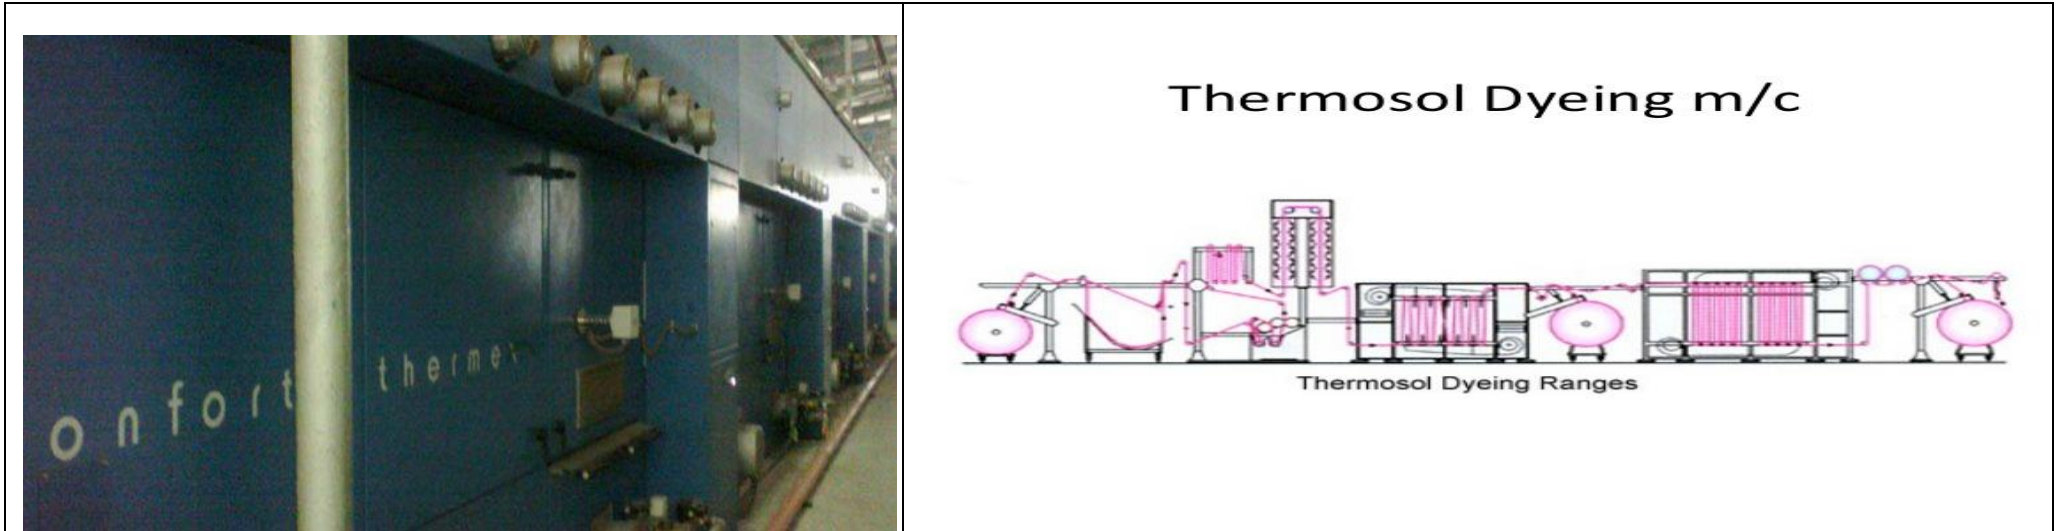 onfort therme
Thermosol Dyeing m/c
Thermosol Dyeing Ranges